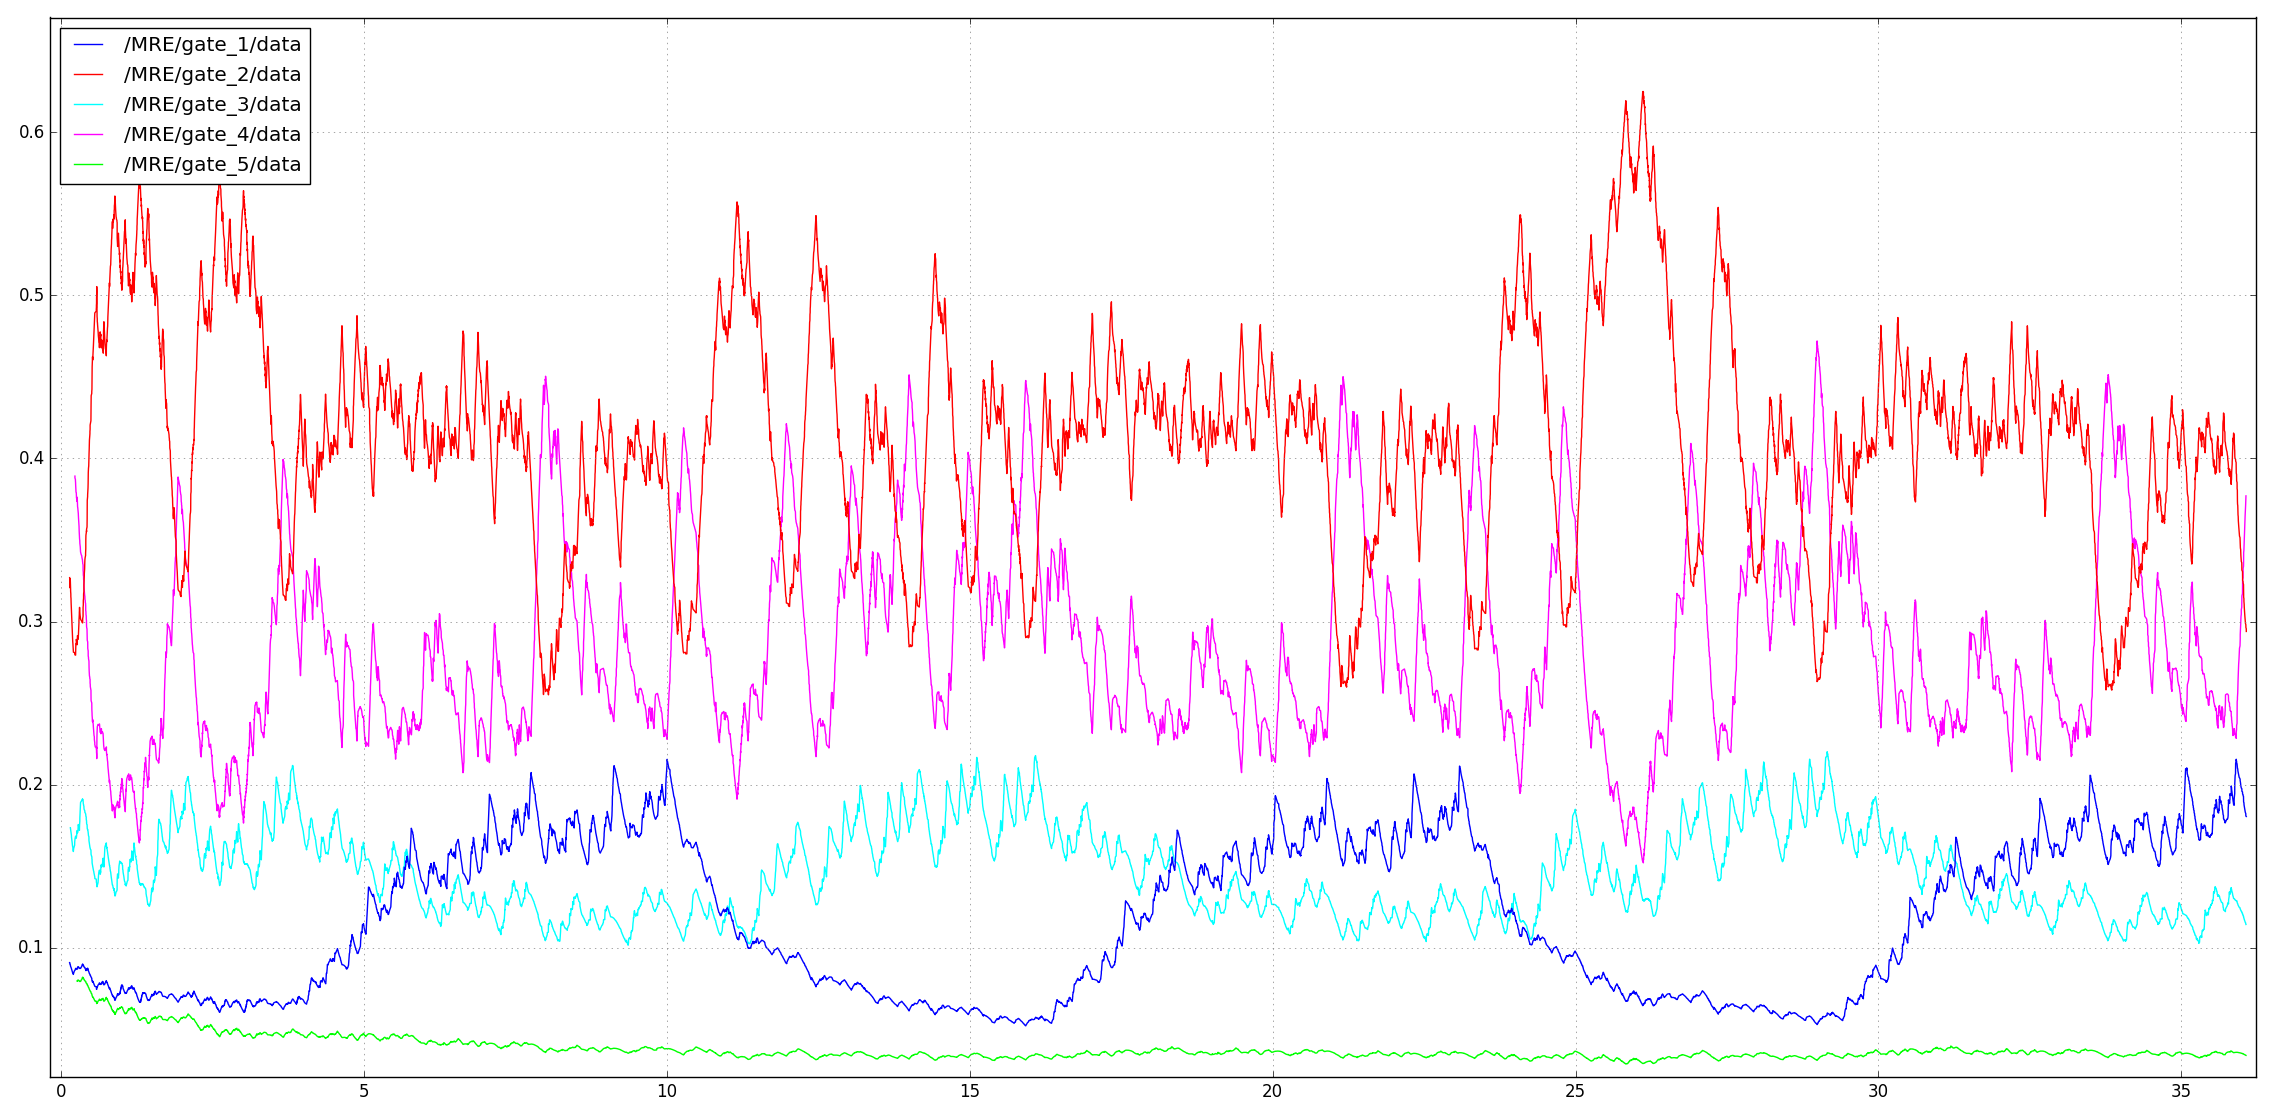 /MRE/gate_1/data
/MRE/gate_2/data
/MRE/gate_3/data
/MRE/gate_4/data
/MRE/gate_5/data
0.6
0.5
0.4
0.3
0.2
0.1
0 5 10 15 20 25 30 35